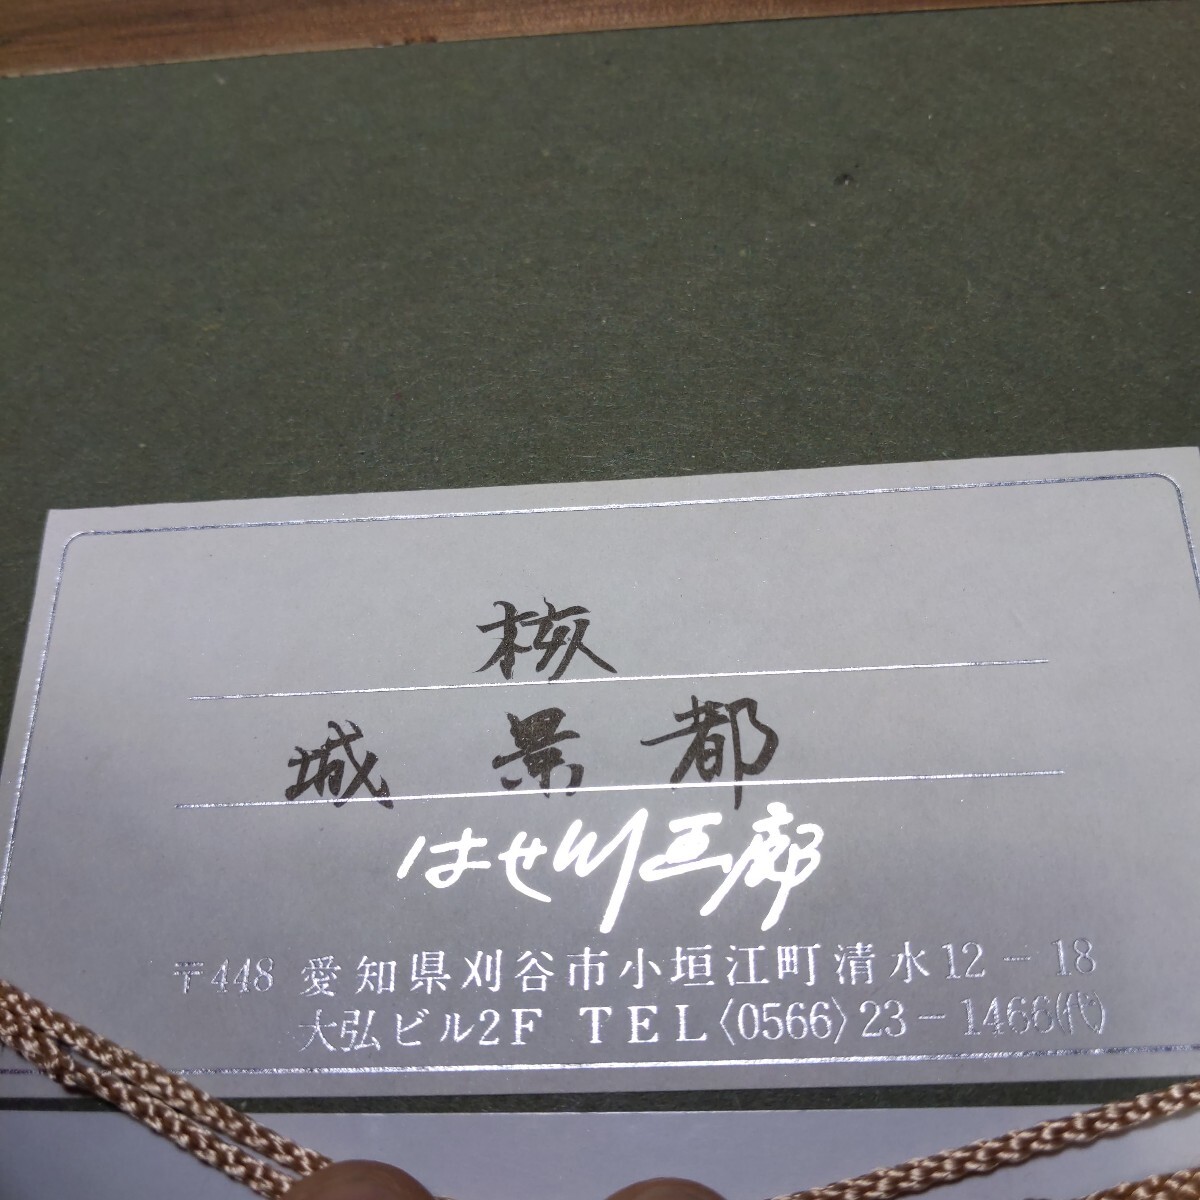 核
城 景 都
はせ川画廊
〒448 愛知県刈谷市小垣江町清水12-18
大弘ビル2F TEL〈0566〉23-1466(代)